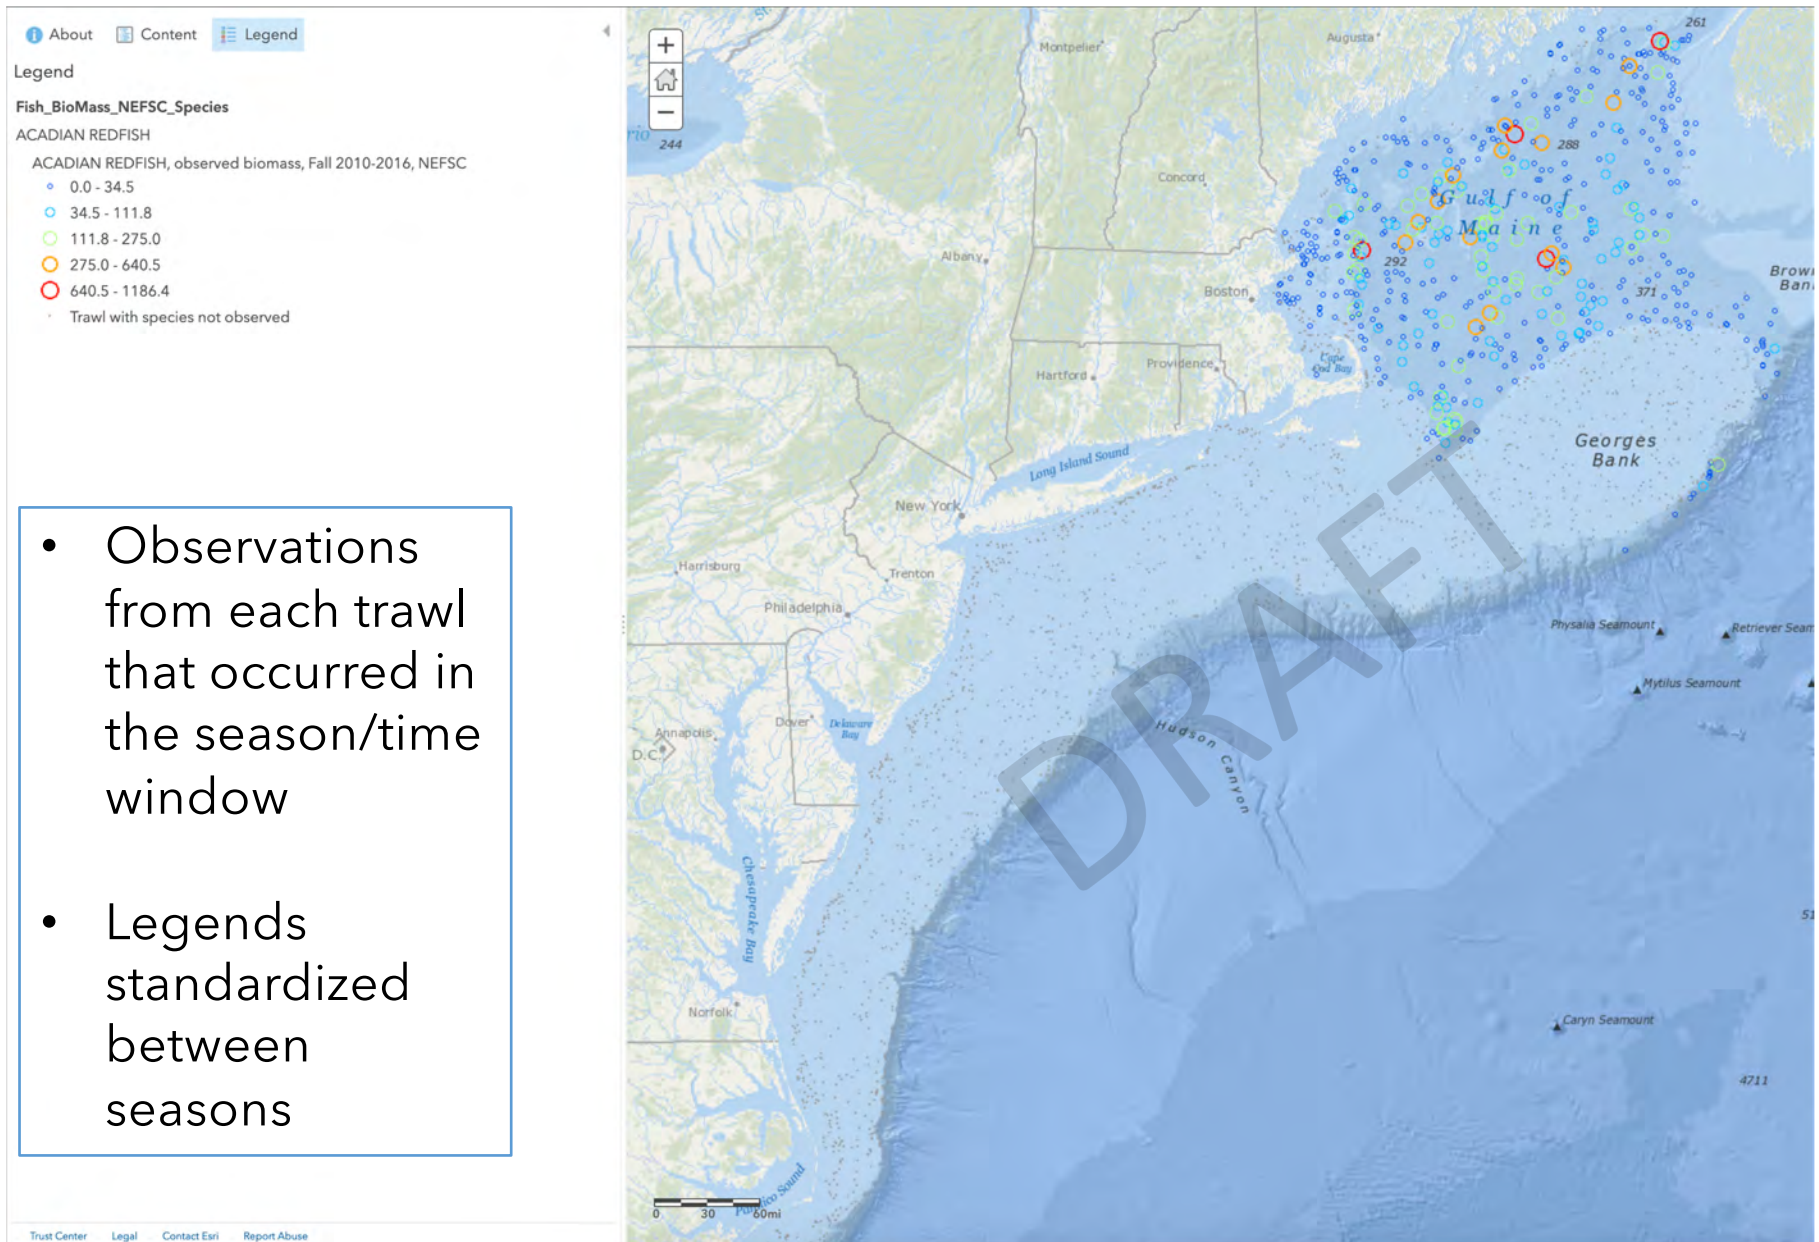 About Content Legend
Legend
Fish_BioMass_NEFSC_Species
ACADIAN REDFISH
ACADIAN REDFISH, observed biomass, Fall 2010-2016, NEFSC
0.0 - 34.5
34.5 - 111.8
111.8 - 275.0
275.0 - 640.5
640.5 - 1186.4
Trawl with species not observed
• Observations
from each trawl
that occurred in
the season/time
window
• Legends
standardized
between
seasons
Trust Center Legal Contact Esri Report Abuse
+
−
244
Montpelier
Augusta
261
288
Concord
Gulf of
Maine
Albany
292
Boston
371
Hartford
Providence
Cape
Cod Bay
Georges
Bank
Long Island Sound
New York
Harrisburg
Trenton
Philadelphia
Physalia Seamount
Mytilus Seamount
Dover
Delaware
Bay
Annapolis
D.C.
Hudson Canyon
DRAFT
Chesapeake Bay
Norfolk
Caryn Seamount
4711
0 30 60mi